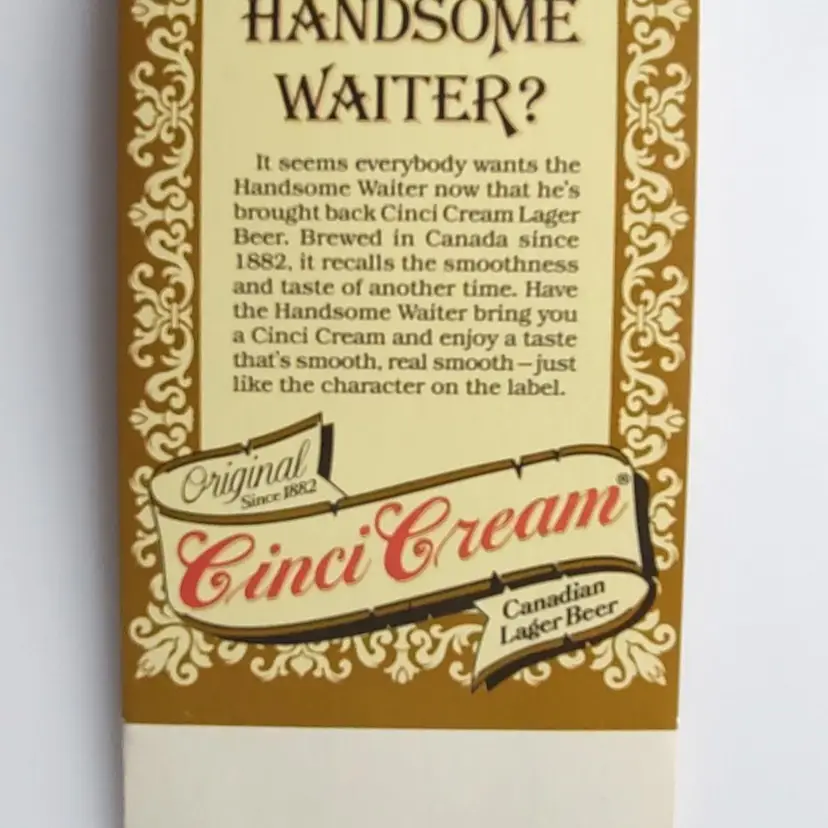 HANDSOME
WAITER?
It seems everybody wants the
Handsome Waiter now that he's
brought back Cinci Cream Lager
Beer. Brewed in Canada since
1882, it recalls the smoothness
and taste of another time. Have
the Handsome Waiter bring you
a Cinci Cream and enjoy a taste
that's smooth, real smooth—just
like the character on the label.
Original
Since 1882
Cinci Cream®
Canadian
Lager Beer